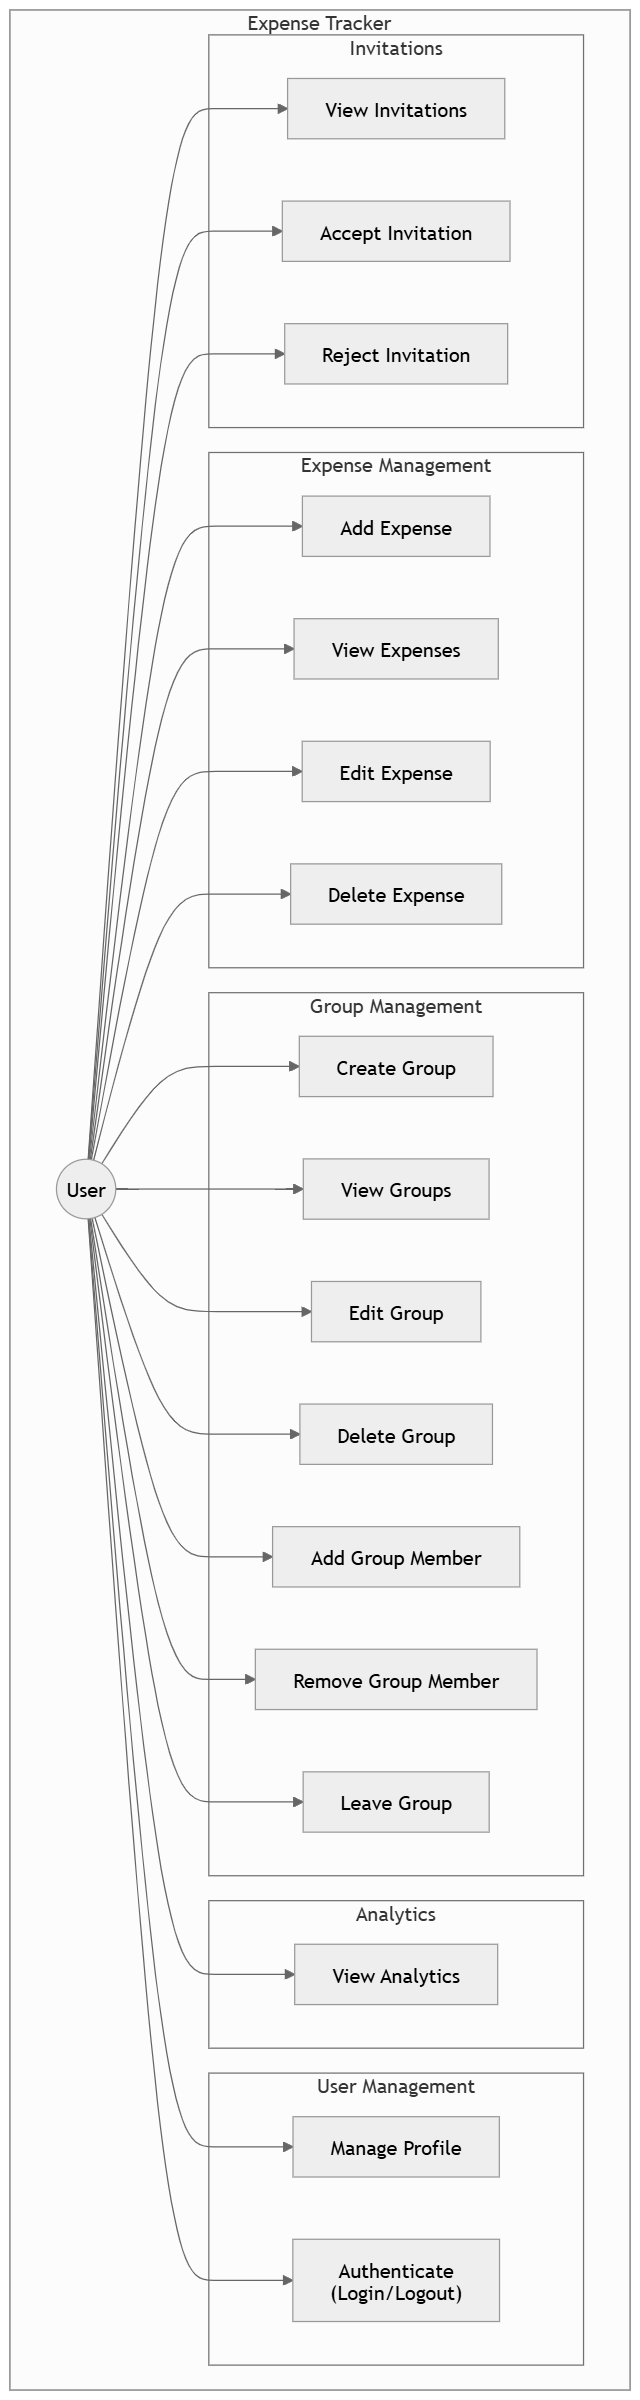 Expense Tracker
Invitations
View Invitations
Accept Invitation
Reject Invitation
Expense Management
Add Expense
View Expenses
Edit Expense
Delete Expense
Group Management
Create Group
User
View Groups
Edit Group
Delete Group
Add Group Member
Remove Group Member
Leave Group
Analytics
View Analytics
User Management
Manage Profile
Authenticate
(Login/Logout)